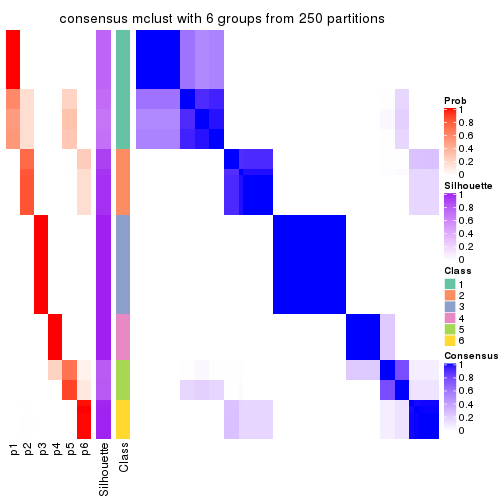 consensus mclust with 6 groups from 250 partitions
Prob
1
0.8
0.6
0.4
0.2
0
Silhouette
1
0.8
0.6
0.4
0.2
0
Class
1
2
3
4
5
6
Consensus
1
0.8
0.6
0.4
0.2
0
p1
p2
p3
p4
p5
p6
Silhouette
Class